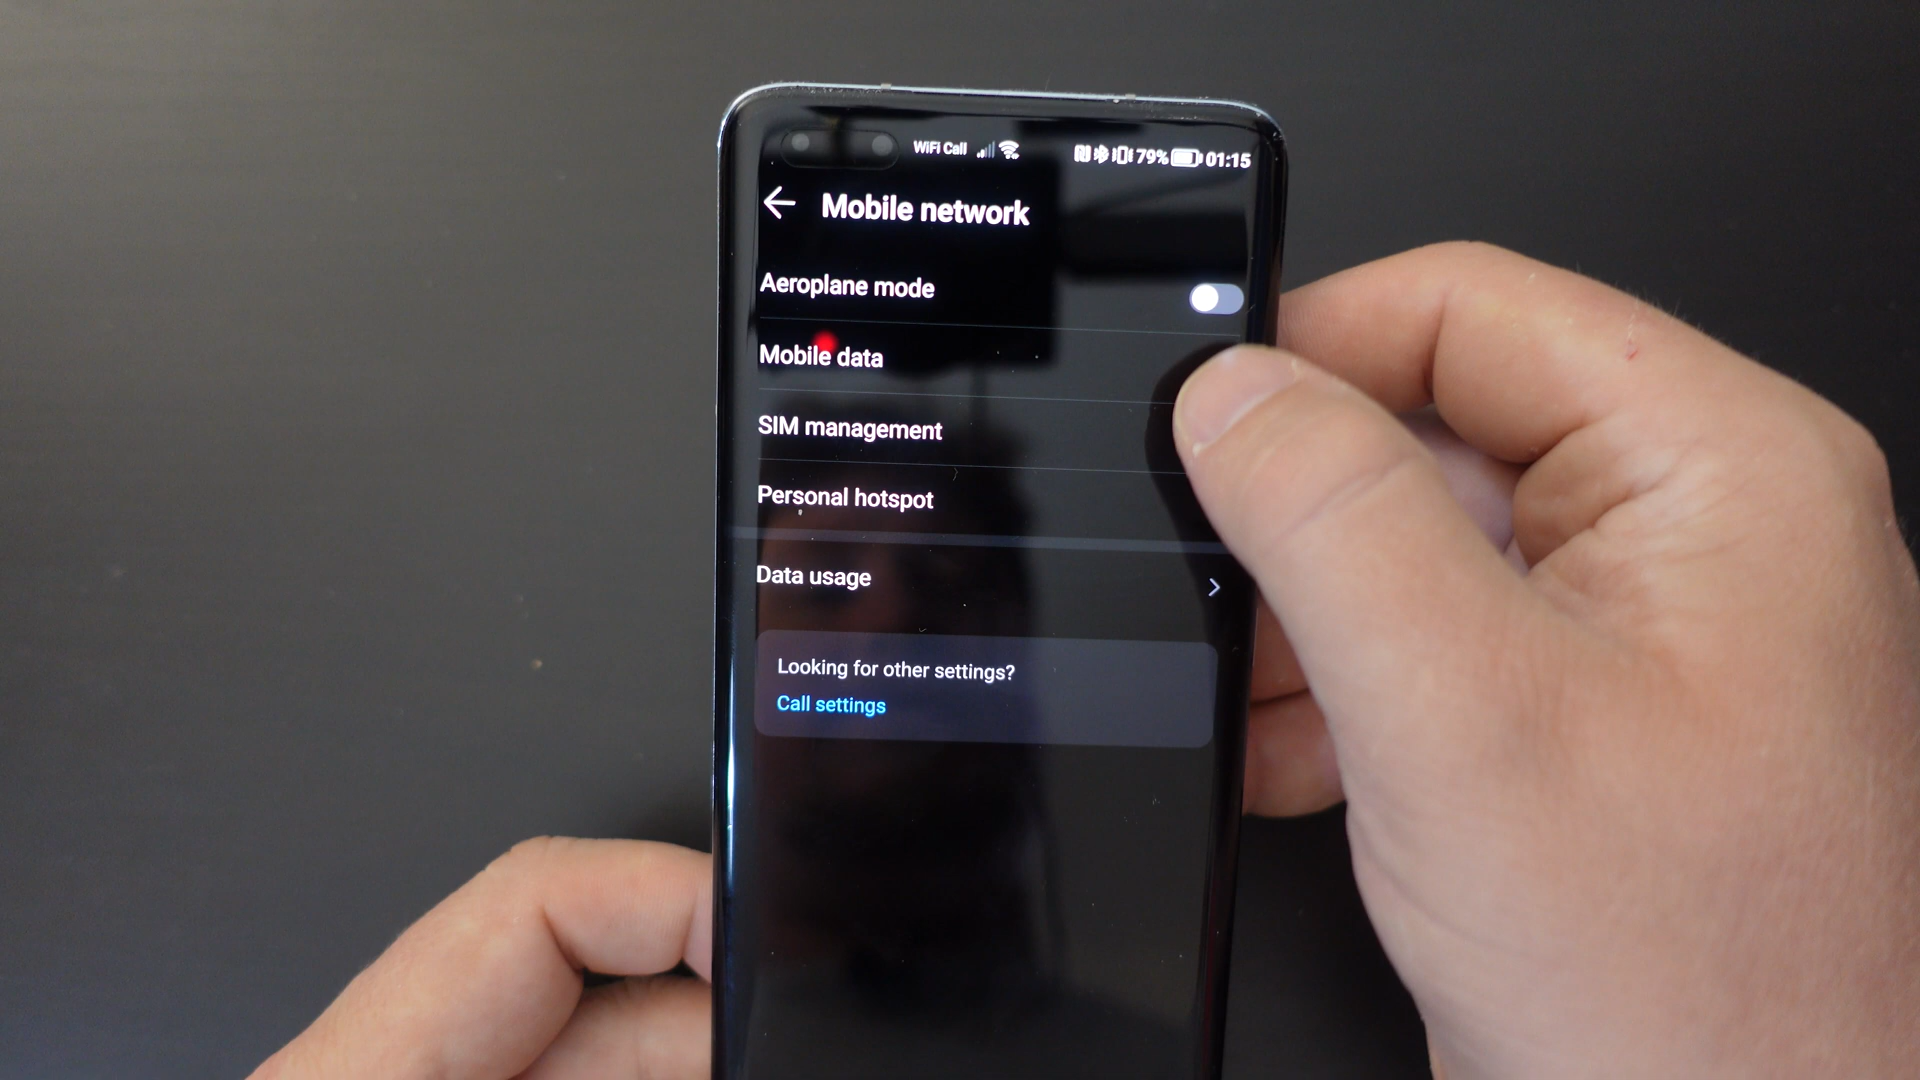 WiFi Call 79% 01:15
Mobile network
Aeroplane mode
Mobile data
SIM management
Personal hotspot
Data usage
Looking for other settings?
Call settings